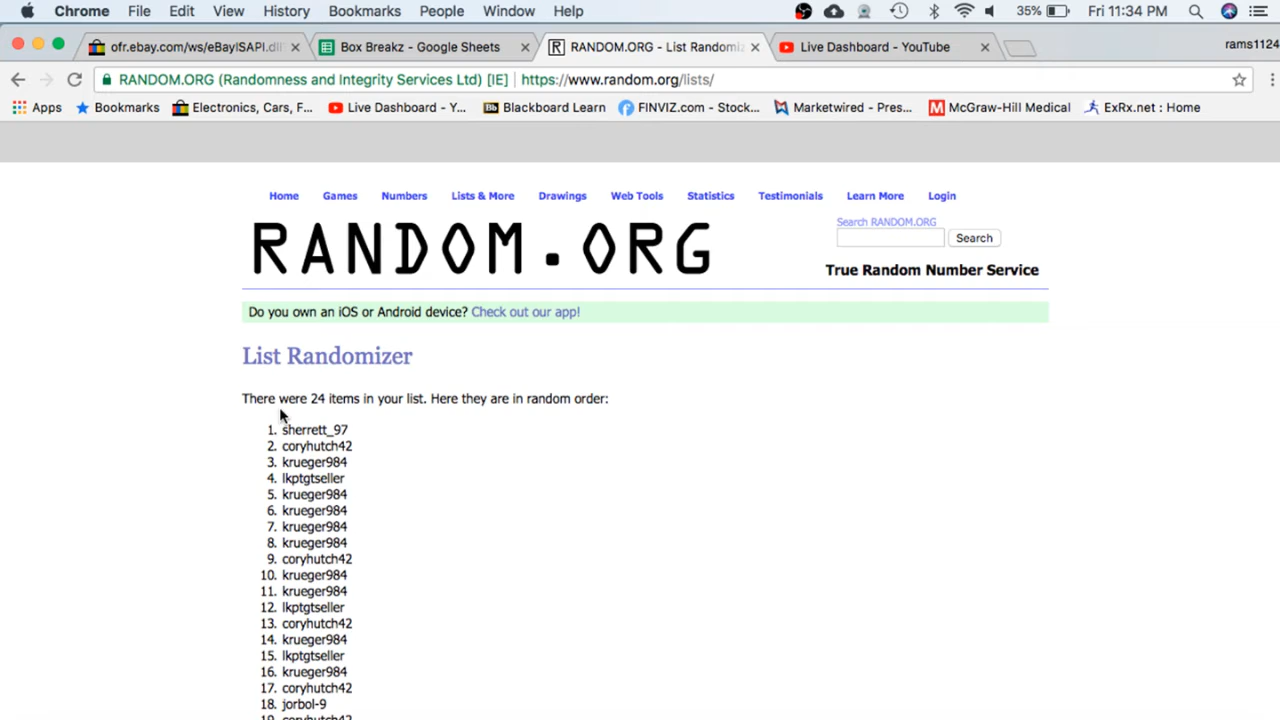 Chrome File Edit View History Bookmarks People Window Help 35% Fri 11:34 PM
ofr.ebay.com/ws/eBayISAPI.dll Box Breakz - Google Sheets RANDOM.ORG - List Randomiz Live Dashboard - YouTube rams1124
RANDOM.ORG (Randomness and Integrity Services Ltd) [IE] https://www.random.org/lists/
Apps Bookmarks Electronics, Cars, F... Live Dashboard - Y... Bb Blackboard Learn FINVIZ.com - Stock... Marketwired - Pres... M McGraw-Hill Medical ExRx.net : Home
Home Games Numbers Lists & More Drawings Web Tools Statistics Testimonials Learn More Login
RANDOM.ORG
Search RANDOM.ORG
Search
True Random Number Service
Do you own an iOS or Android device? Check out our app!
List Randomizer
There were 24 items in your list. Here they are in random order:
1. sherrett_97
2. coryhutch42
3. krueger984
4. lkptgtseller
5. krueger984
6. krueger984
7. krueger984
8. krueger984
9. coryhutch42
10. krueger984
11. krueger984
12. lkptgtseller
13. coryhutch42
14. krueger984
15. lkptgtseller
16. krueger984
17. coryhutch42
18. jorbol-9
19. coryhutch42